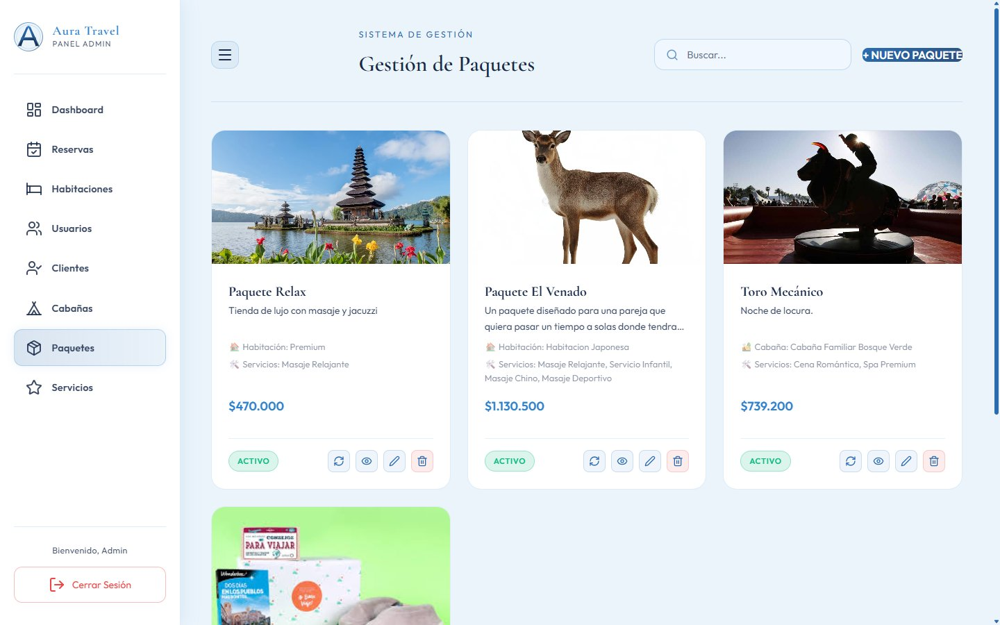 Aura Travel
PANEL ADMIN
Dashboard
Reservas
Habitaciones
Usuarios
Clientes
Cabañas
Paquetes
Servicios
Bienvenido, Admin
Cerrar Sesión
SISTEMA DE GESTIÓN
Gestión de Paquetes
Buscar...
+ NUEVO PAQUETE
Paquete Relax
Tienda de lujo con masaje y jacuzzi
Habitación: Premium
Servicios: Masaje Relajante
$470.000
ACTIVO
Paquete El Venado
Un paquete diseñado para una pareja que
quiera pasar un tiempo a solas donde tendra...
Habitación: Habitacion Japonesa
Servicios: Masaje Relajante, Servicio Infantil,
Masaje Chino, Masaje Deportivo
$1.130.500
ACTIVO
Toro Mecánico
Noche de locura.
Cabaña: Cabaña Familiar Bosque Verde
Servicios: Cena Romántica, Spa Premium
$739.200
ACTIVO
CONSEJOS
PARA VIAJAR
Wonderbox
DOS DÍAS
EN LOS PUEBLOS
MÁS BONITOS
¡Buen
Viaje!